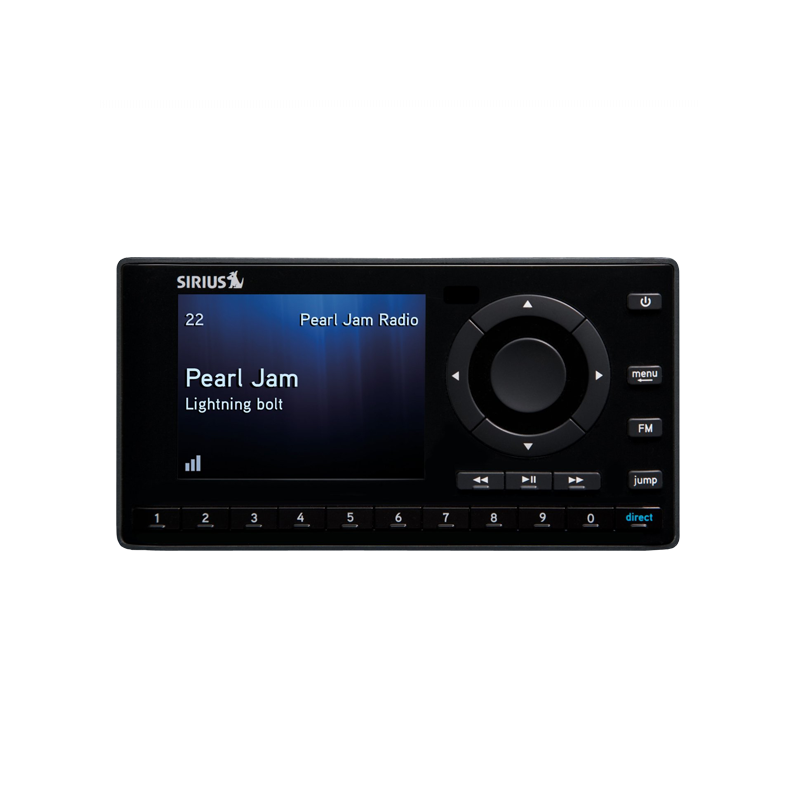 SIRIUS
22 Pearl Jam Radio
Pearl Jam
Lightning bolt
menu
FM
jump
1 2 3 4 5 6 7 8 9 0 direct